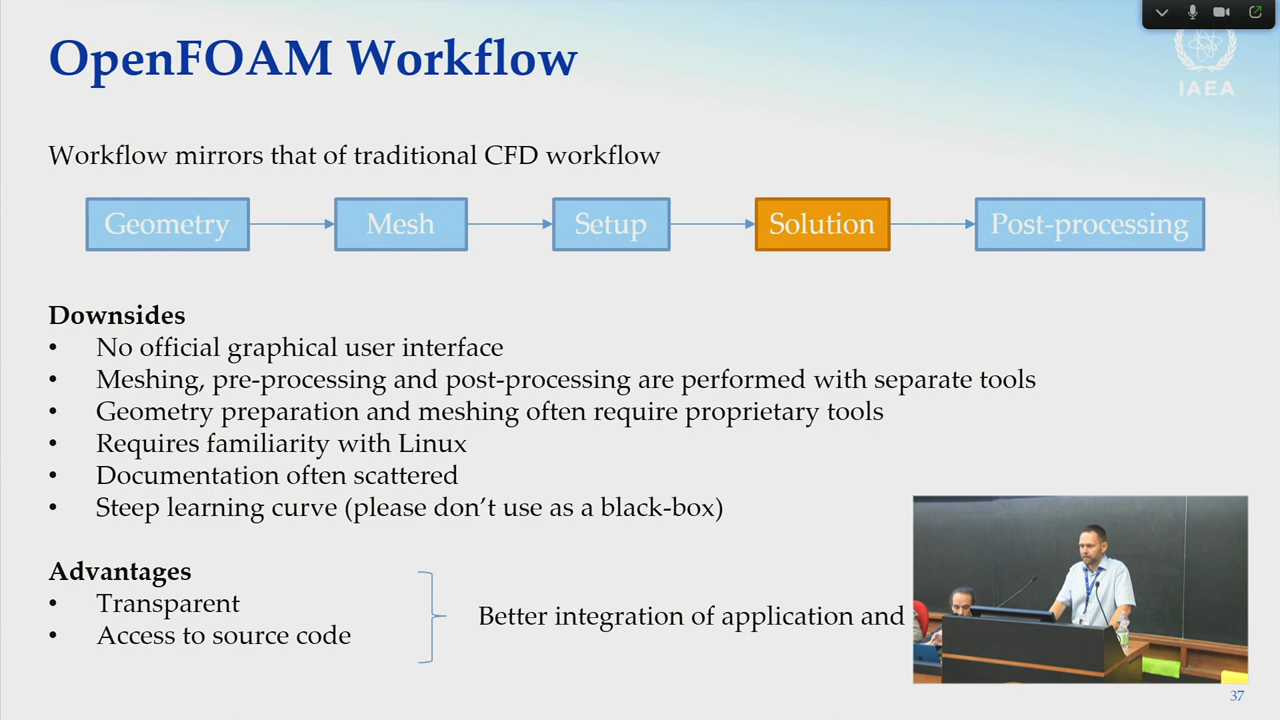 OpenFOAM Workflow
IAEA
Workflow mirrors that of traditional CFD workflow
Geometry
Mesh
Setup
Solution
Post-processing
Downsides
• No official graphical user interface
• Meshing, pre-processing and post-processing are performed with separate tools
• Geometry preparation and meshing often require proprietary tools
• Requires familiarity with Linux
• Documentation often scattered
• Steep learning curve (please don't use as a black-box)
Advantages
• Transparent
• Access to source code
Better integration of application and
37